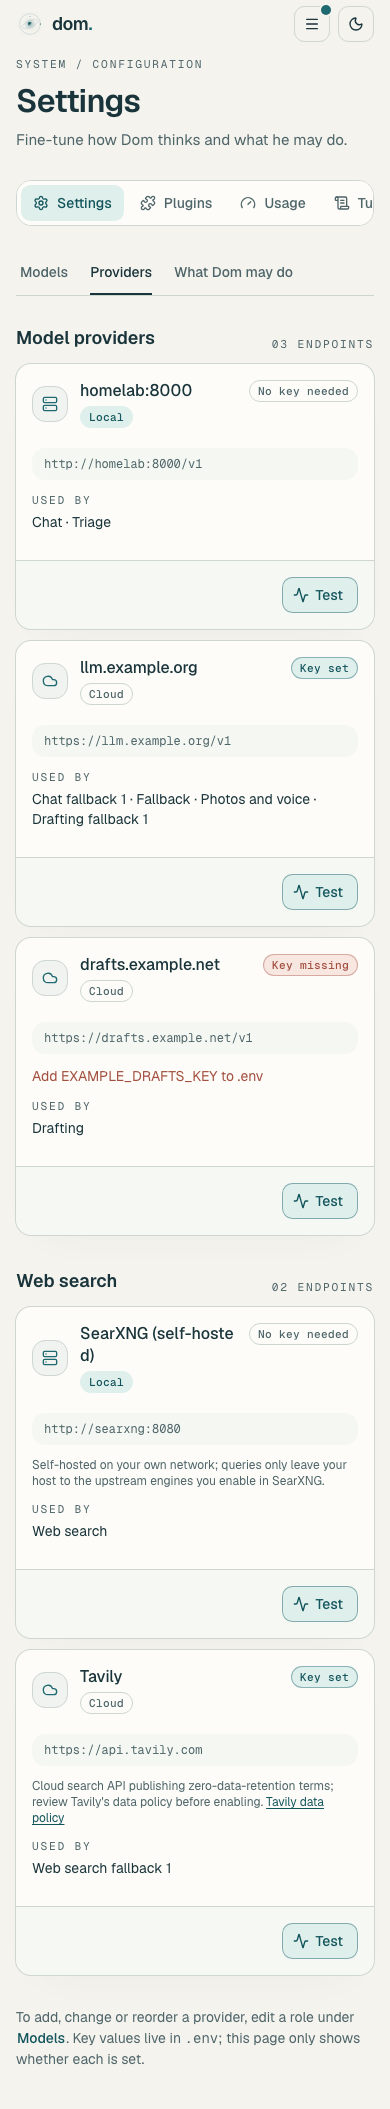 dom.
SYSTEM / CONFIGURATION
Settings
Fine-tune how Dom thinks and what he may do.
Settings Plugins Usage Tu
Models Providers What Dom may do
Model providers 03 ENDPOINTS
homelab:8000 No key needed
Local
http://homelab:8000/v1
USED BY
Chat · Triage
Test
llm.example.org Key set
Cloud
https://llm.example.org/v1
USED BY
Chat fallback 1 · Fallback · Photos and voice ·
Drafting fallback 1
Test
drafts.example.net Key missing
Cloud
https://drafts.example.net/v1
Add EXAMPLE_DRAFTS_KEY to .env
USED BY
Drafting
Test
Web search 02 ENDPOINTS
SearXNG (self-hoste No key needed
d)
Local
http://searxng:8080
Self-hosted on your own network; queries only leave your
host to the upstream engines you enable in SearXNG.
USED BY
Web search
Test
Tavily Key set
Cloud
https://api.tavily.com
Cloud search API publishing zero-data-retention terms;
review Tavily's data policy before enabling. Tavily data
policy
USED BY
Web search fallback 1
Test
To add, change or reorder a provider, edit a role under
Models. Key values live in .env; this page only shows
whether each is set.